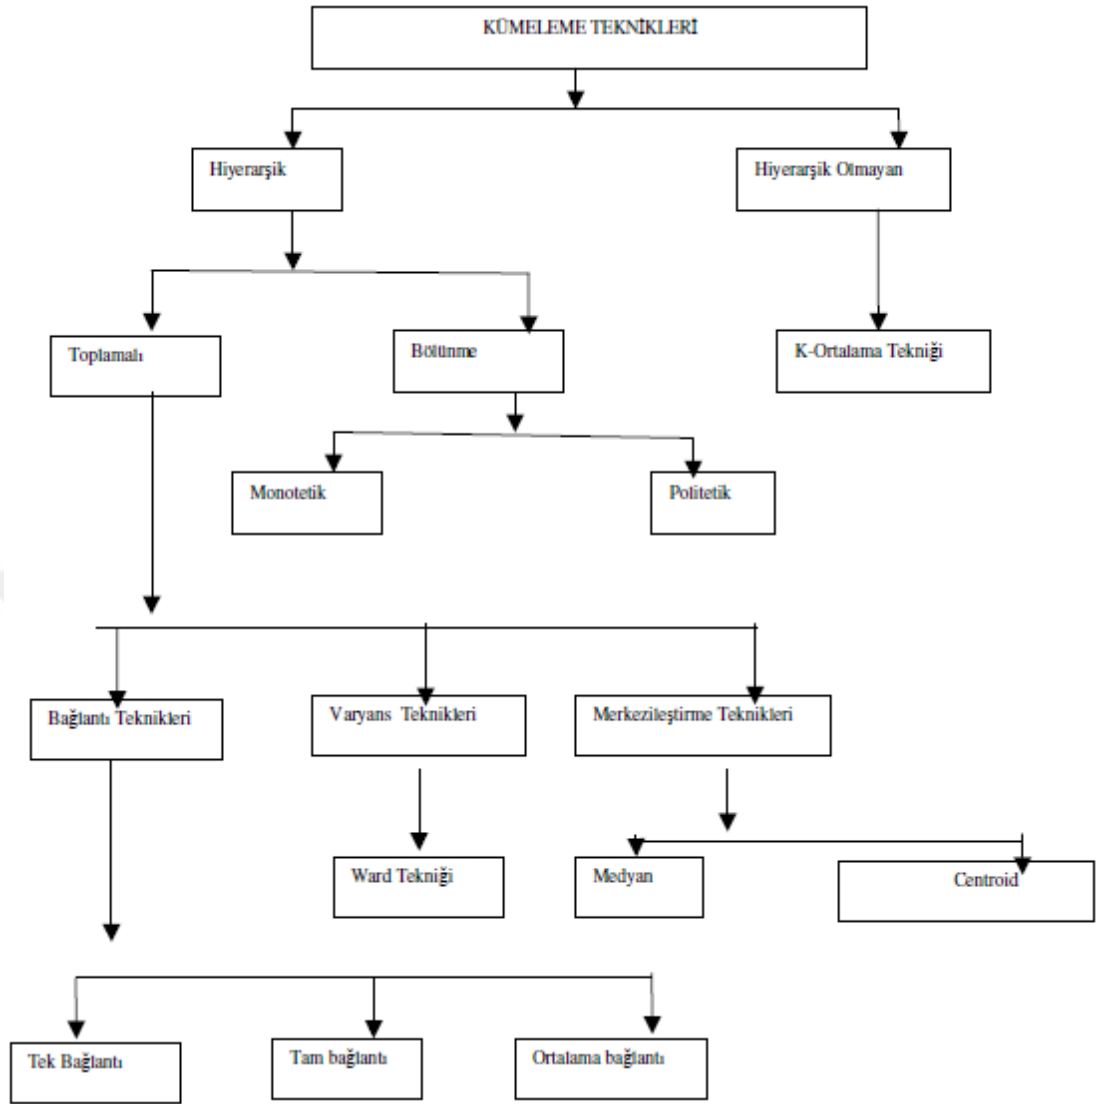 KÜMELEME TEKNİKLERİ
Hiyerarşik
Hiyerarşik Olmayan
Toplamalı
Bölünme
K-Ortalama Tekniği
Monotetik
Politetik
Bağlantı Teknikleri
Varyans Teknikleri
Merkezileştirme Teknikleri
Ward Tekniği
Medyan
Centroid
Tek Bağlantı
Tam bağlantı
Ortalama bağlantı